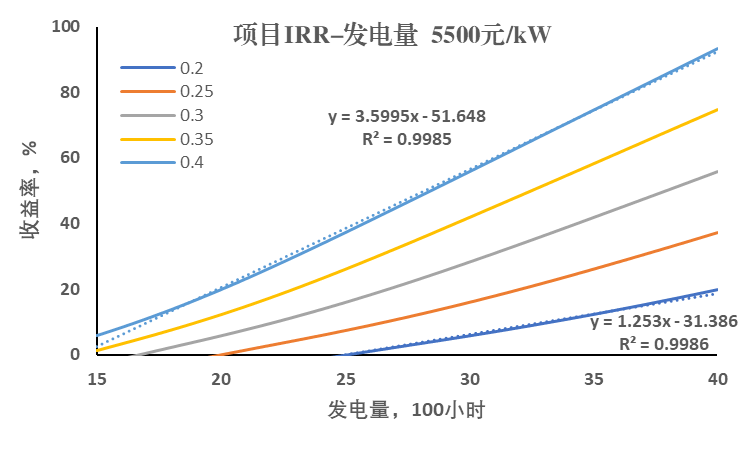 项目IRR–发电量 5500元/kW
100
80
60
40
20
0
收益率，%
0.2
0.25
0.3
0.35
0.4
y = 3.5995x - 51.648
R² = 0.9985
y = 1.253x - 31.386
R² = 0.9986
15 20 25 30 35 40
发电量，100小时